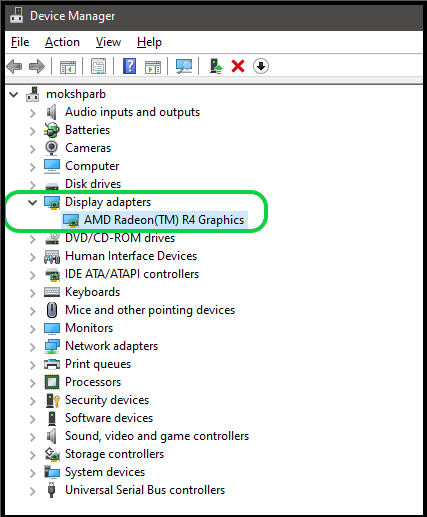 Device Manager
File Action View Help
mokshparb
Audio inputs and outputs
Batteries
Cameras
Computer
Disk drives
Display adapters
AMD Radeon(TM) R4 Graphics
DVD/CD-ROM drives
Human Interface Devices
IDE ATA/ATAPI controllers
Keyboards
Mice and other pointing devices
Monitors
Network adapters
Print queues
Processors
Security devices
Software devices
Sound, video and game controllers
Storage controllers
System devices
Universal Serial Bus controllers